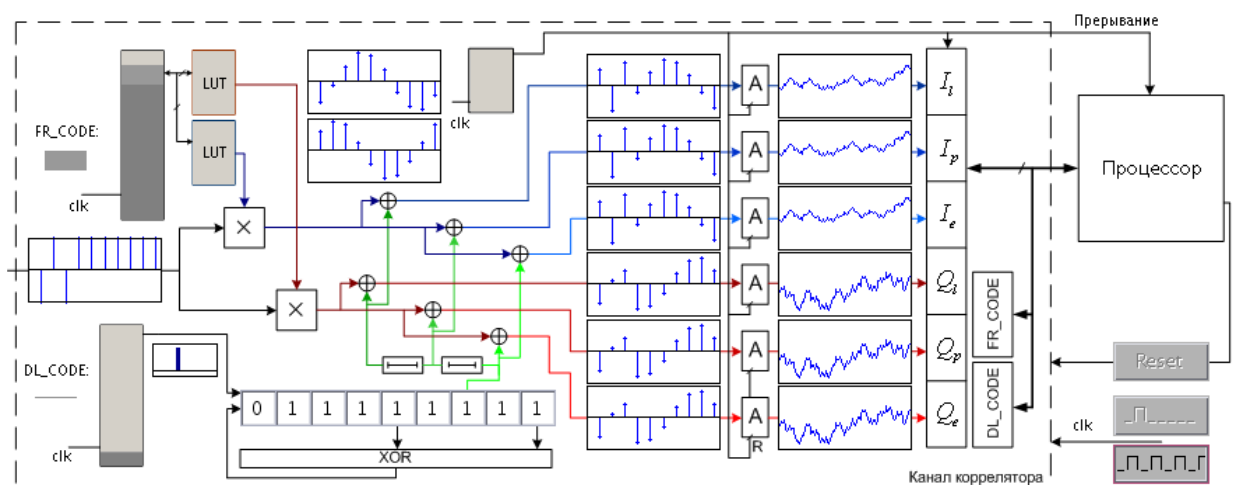 Прерывание
LUT
FR_CODE:
LUT
clk
clk
A
I_l
A
I_p
Процессор
A
I_e
×
×
A
Q_l
FR_CODE
A
Q_p
Reset
DL_CODE:
0 1 1 1 1 1 1 1 1
A
Q_e
DL_CODE
R
clk
clk
XOR
Канал коррелятора